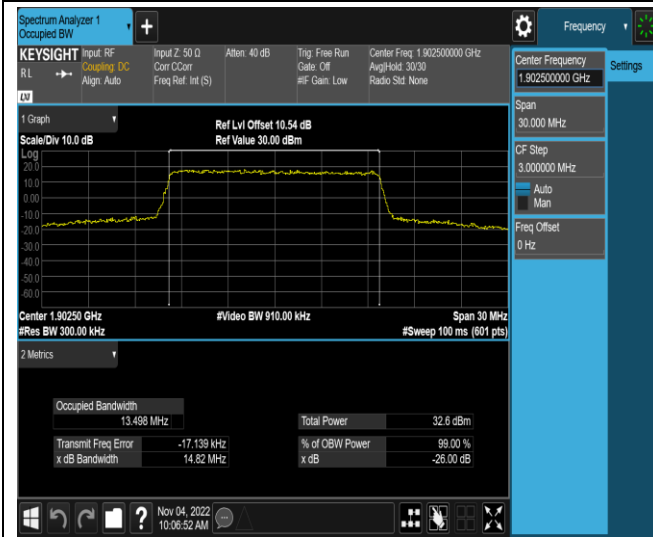 Spectrum Analyzer 1
Occupied BW
+
Frequency
KEYSIGHT
RL
LXI
Input: RF
Coupling: DC
Align: Auto
Input Z: 50 Ω
Corr CCorr
Freq Ref: Int (S)
Atten: 40 dB
Trig: Free Run
Gate: Off
#IF Gain: Low
Center Freq: 1.902500000 GHz
Avg|Hold: 30/30
Radio Std: None
Center Frequency
1.902500000 GHz
Settings
Span
30.000 MHz
CF Step
3.000000 MHz
Auto
Man
Freq Offset
0 Hz
1 Graph
Scale/Div 10.0 dB
Ref Lvl Offset 10.54 dB
Ref Value 30.00 dBm
Log
20.0
10.0
0.00
-10.0
-20.0
-30.0
-40.0
-50.0
-60.0
Center 1.90250 GHz
#Res BW 300.00 kHz
#Video BW 910.00 kHz
Span 30 MHz
#Sweep 100 ms (601 pts)
2 Metrics
Occupied Bandwidth
13.498 MHz
Total Power 32.6 dBm
Transmit Freq Error -17.139 kHz
% of OBW Power 99.00 %
x dB Bandwidth 14.82 MHz
x dB -26.00 dB
?
Nov 04, 2022
10:06:52 AM